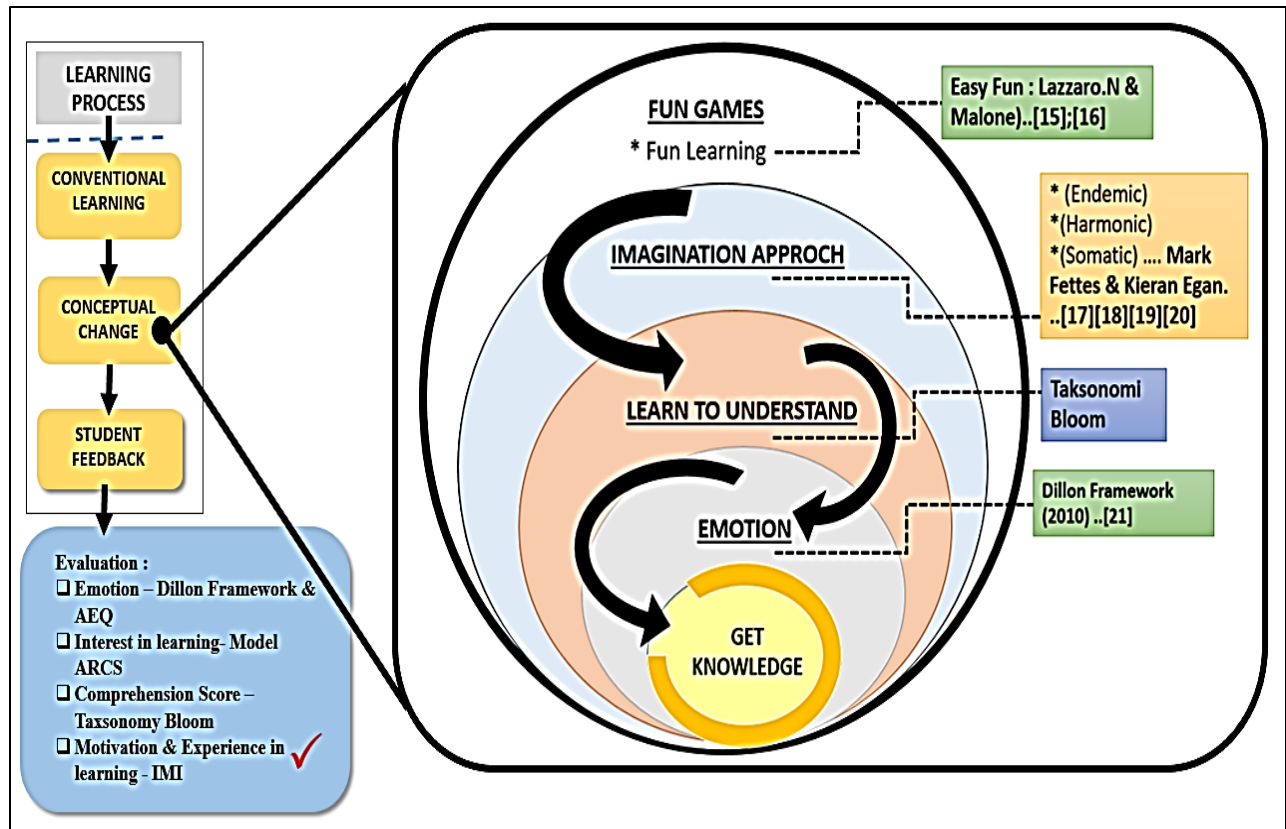 LEARNING
PROCESS
CONVENTIONAL
LEARNING
CONCEPTUAL
CHANGE
STUDENT
FEEDBACK
Evaluation :
❑ Emotion – Dillon Framework &
AEQ
❑ Interest in learning- Model
ARCS
❑ Comprehension Score –
Taxsonomy Bloom
❑ Motivation & Experience in
learning - IMI
FUN GAMES
* Fun Learning
IMAGINATION APPROCH
LEARN TO UNDERSTAND
EMOTION
GET
KNOWLEDGE
Easy Fun : Lazzaro.N &
Malone)..[15];[16]
* (Endemic)
*(Harmonic)
*(Somatic) .... Mark
Fettes & Kieran Egan.
..[17][18][19][20]
Taksonomi
Bloom
Dillon Framework
(2010) ..[21]